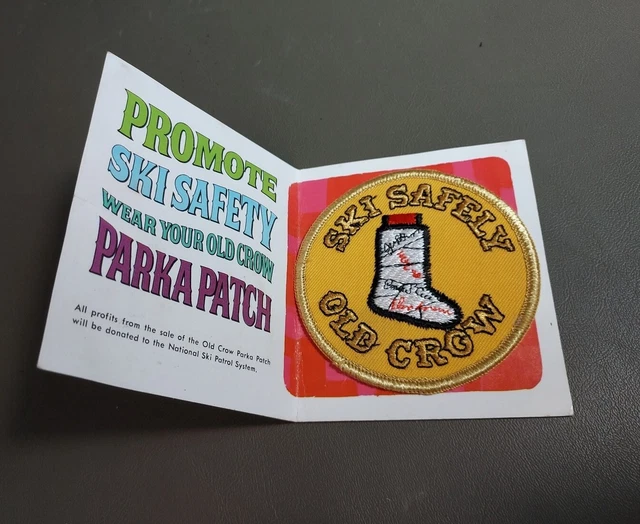 PROMOTE
SKI SAFETY
WEAR YOUR OLD CROW
PARKA PATCH
All profits from the sale of the Old Crow Parka Patch
will be donated to the National Ski Patrol System.
SKI SAFELY
OLD CROW